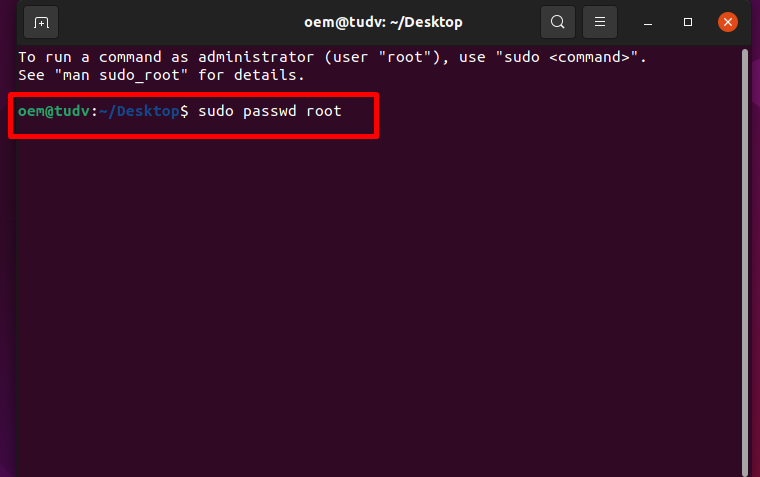 oem@tudv: ~/Desktop
To run a command as administrator (user "root"), use "sudo <command>".
See "man sudo_root" for details.
oem@tudv:~/Desktop$ sudo passwd root